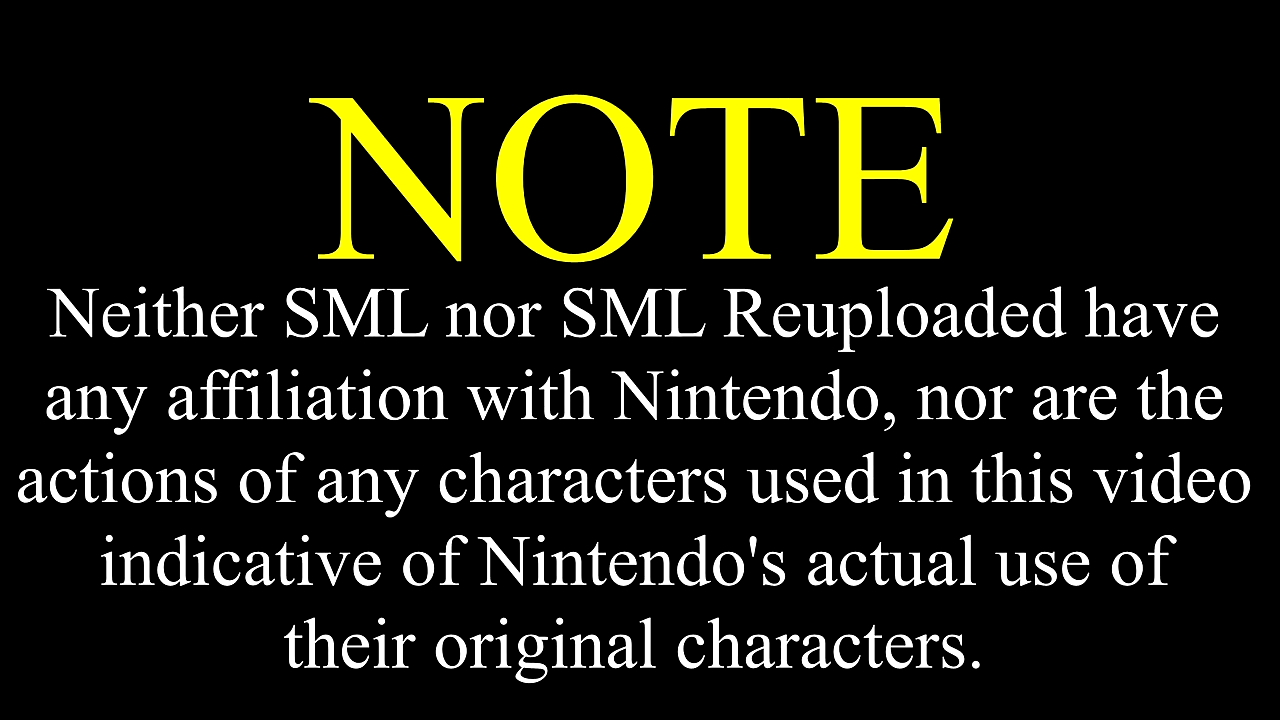 NOTE
Neither SML nor SML Reuploaded have
any affiliation with Nintendo, nor are the
actions of any characters used in this video
indicative of Nintendo's actual use of
their original characters.